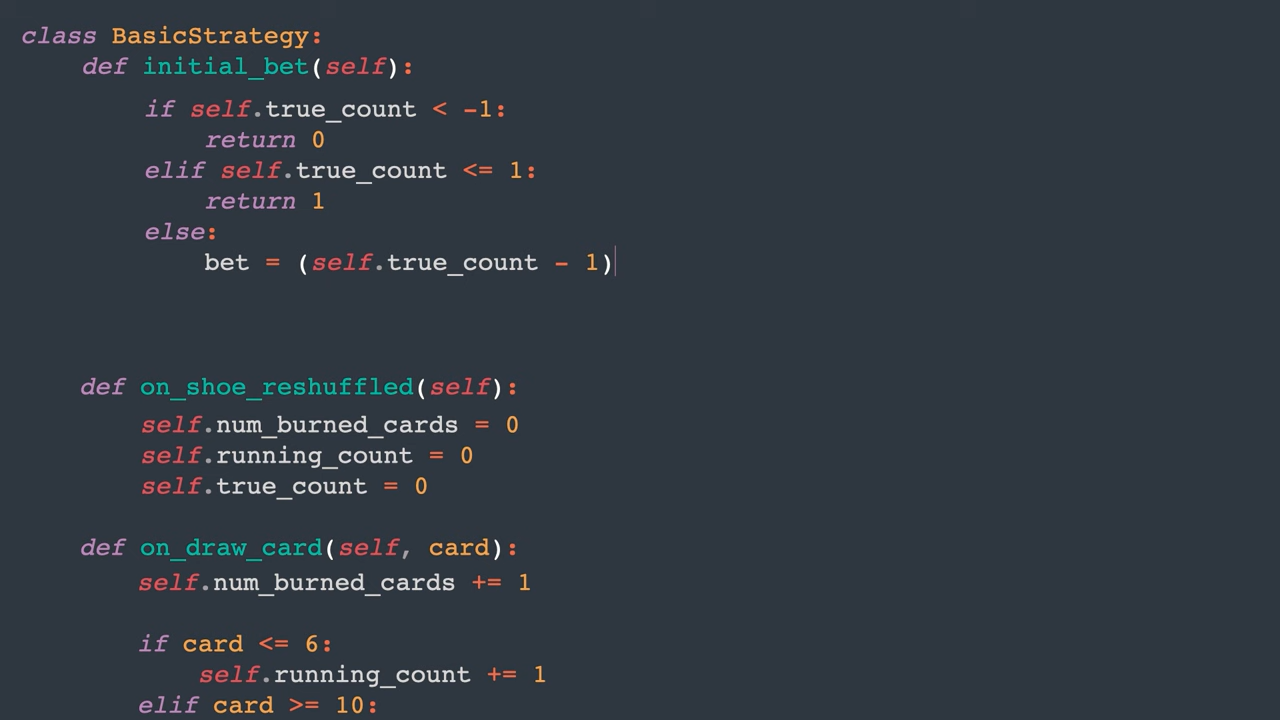 class BasicStrategy:
def initial_bet(self):
if self.true_count < -1:
return 0
elif self.true_count <= 1:
return 1
else:
bet = (self.true_count - 1)
def on_shoe_reshuffled(self):
self.num_burned_cards = 0
self.running_count = 0
self.true_count = 0
def on_draw_card(self, card):
self.num_burned_cards += 1
if card <= 6:
self.running_count += 1
elif card >= 10: